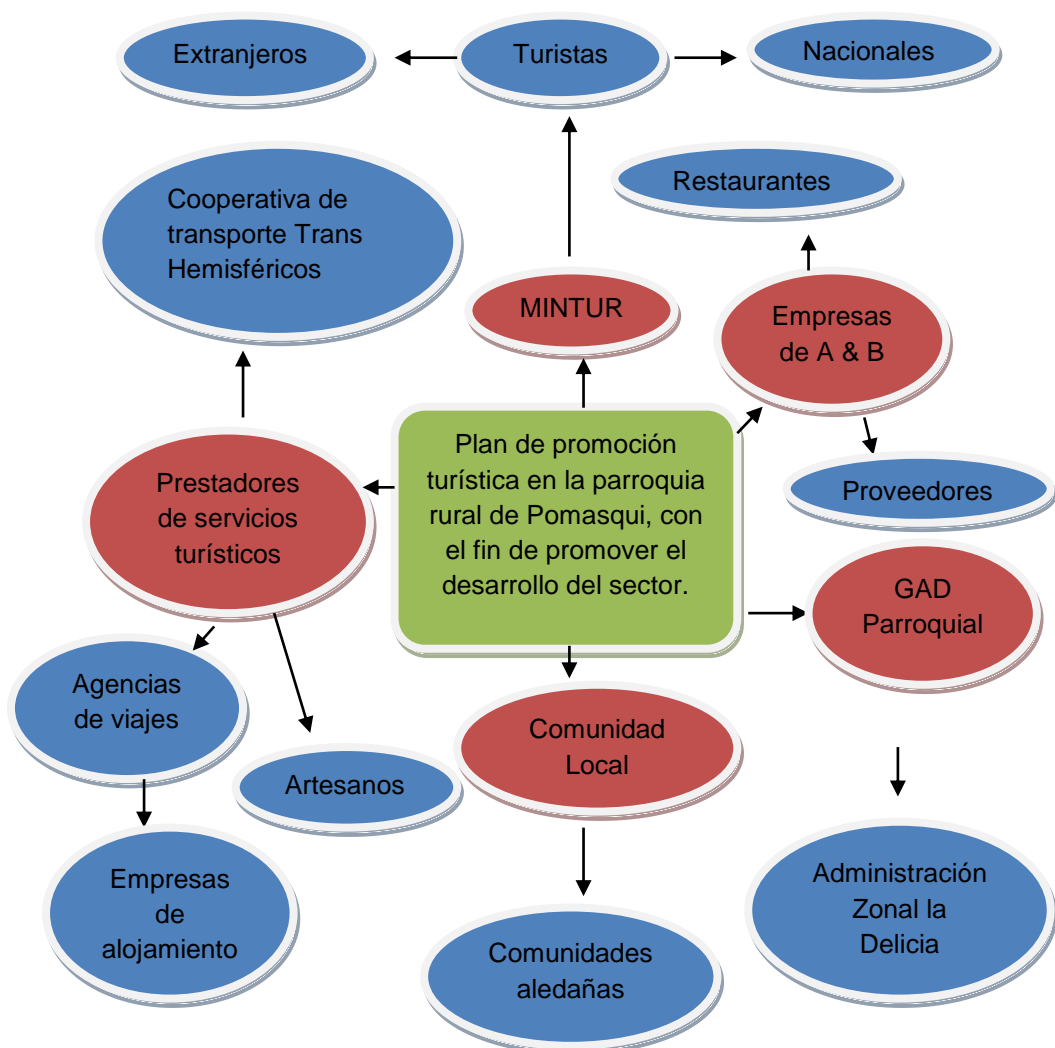 Extranjeros
Turistas
Nacionales
Cooperativa de
transporte Trans
Hemisféricos
Restaurantes
MINTUR
Empresas
de A & B
Prestadores
de servicios
turísticos
Plan de promoción
turística en la parroquia
rural de Pomasqui, con
el fin de promover el
desarrollo del sector.
Proveedores
GAD
Parroquial
Agencias
de viajes
Comunidad
Local
Artesanos
Empresas
de
alojamiento
Comunidades
aledañas
Administración
Zonal la
Delicia